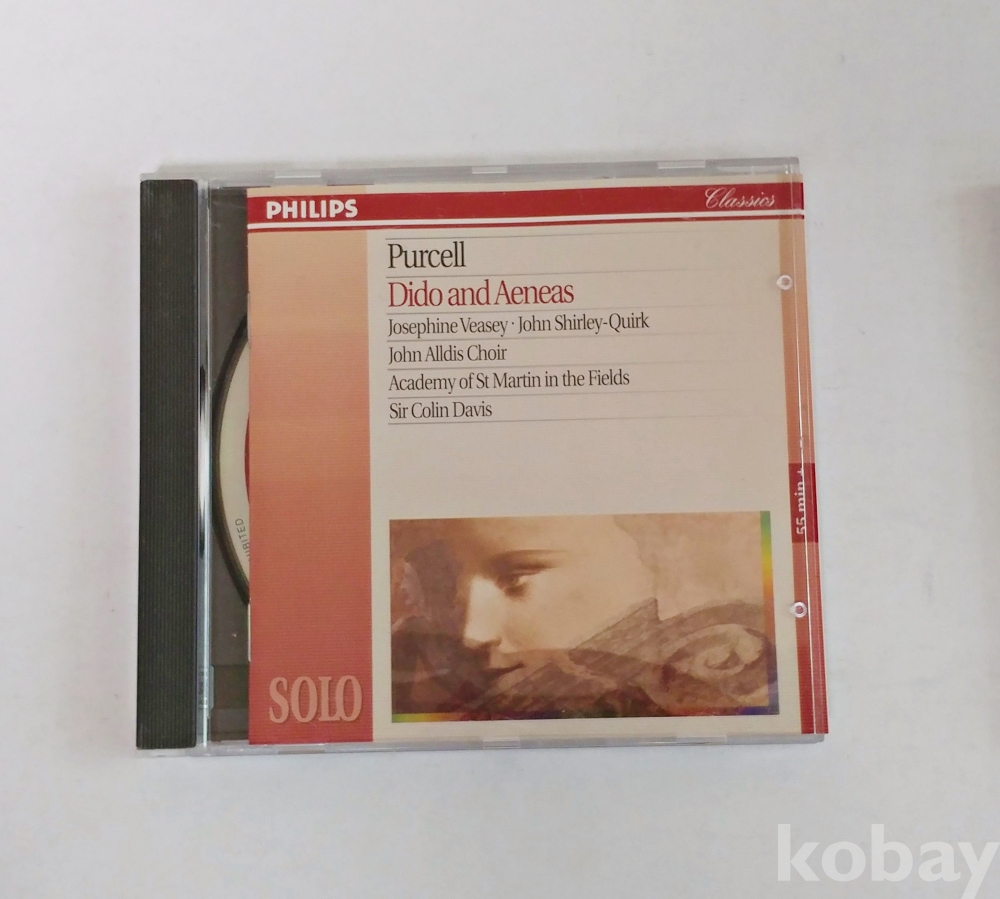 PHILIPS
Classics
Purcell
Dido and Aeneas
Josephine Veasey · John Shirley-Quirk
John Alldis Choir
Academy of St Martin in the Fields
Sir Colin Davis
55 min +
SOLO
kobay